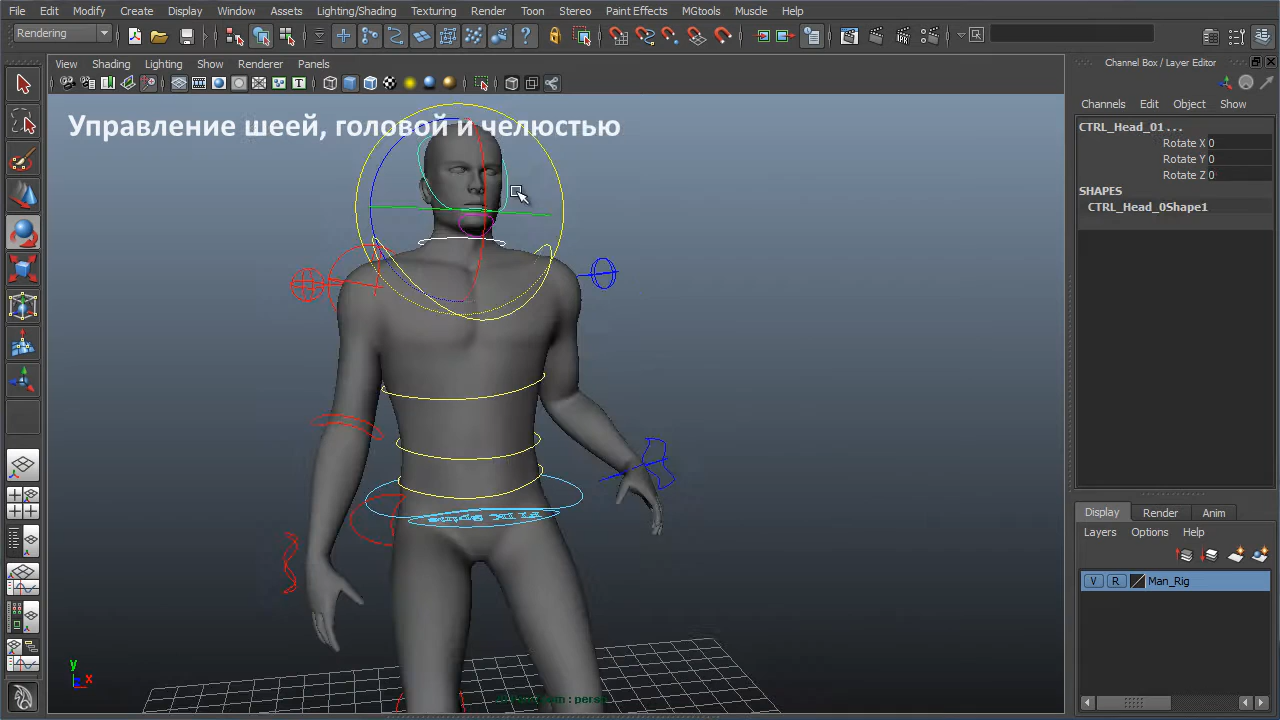 File Edit Modify Create Display Window Assets Lighting/Shading Texturing Render Toon Stereo Paint Effects MGtools Muscle Help
Rendering
View Shading Lighting Show Renderer Panels
Channel Box / Layer Editor
Channels Edit Object Show
Управление шеей, головой и челюстью
CTRL_Head_01 . . .
Rotate X 0
Rotate Y 0
Rotate Z 0
SHAPES
CTRL_Head_0Shape1
Display Render Anim
Layers Options Help
V R Man_Rig
y
x